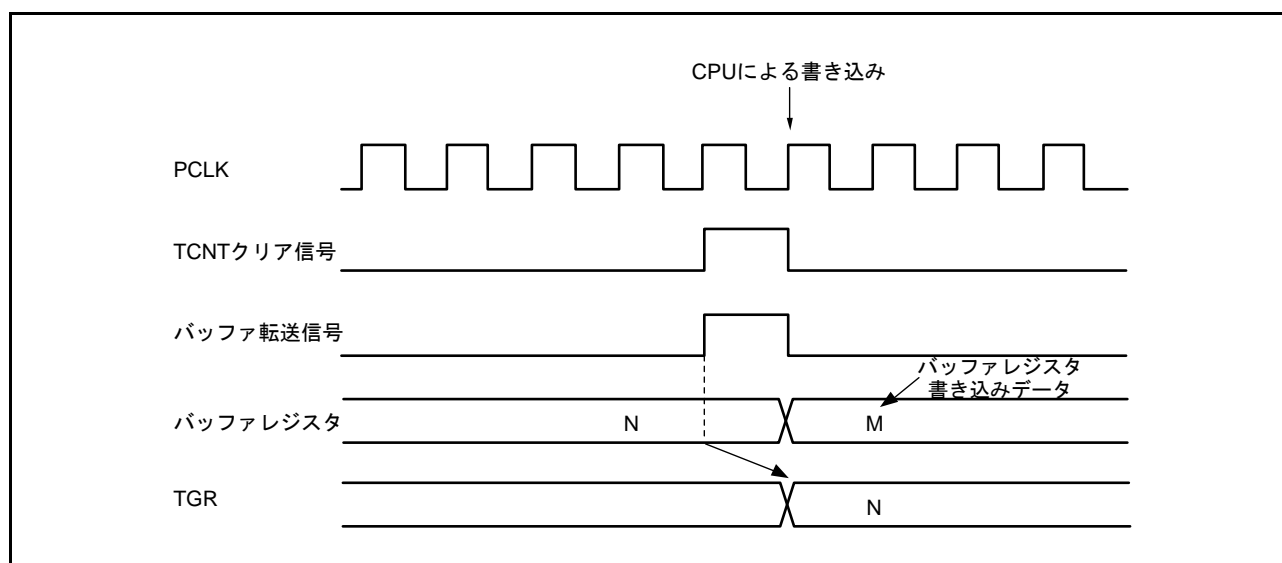 CPUによる書き込み
PCLK
TCNTクリア信号
バッファ転送信号
バッファレジスタ
書き込みデータ
バッファレジスタ
N
M
TGR
N